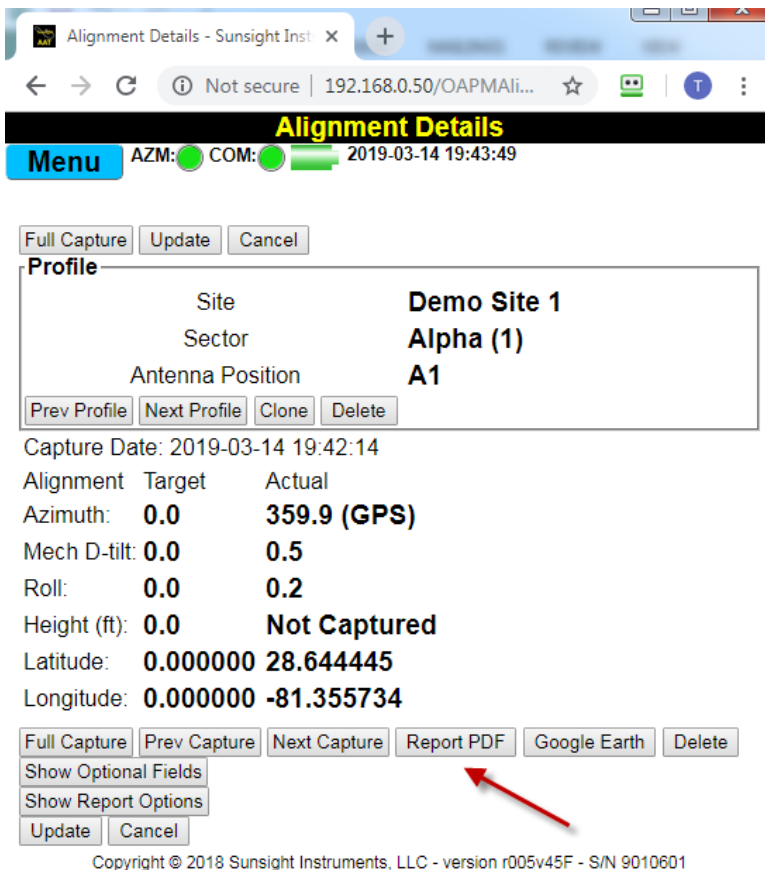 AAT Alignment Details - Sunsight Inst
Not secure | 192.168.0.50/OAPMAli... T
Alignment Details
Menu AZM: COM: 2019-03-14 19:43:49
Full Capture Update Cancel
Profile
Site Demo Site 1
Sector Alpha (1)
Antenna Position A1
Prev Profile Next Profile Clone Delete
Capture Date: 2019-03-14 19:42:14
Alignment Target Actual
Azimuth: 0.0 359.9 (GPS)
Mech D-tilt: 0.0 0.5
Roll: 0.0 0.2
Height (ft): 0.0 Not Captured
Latitude: 0.000000 28.644445
Longitude: 0.000000 -81.355734
Full Capture Prev Capture Next Capture Report PDF Google Earth Delete
Show Optional Fields
Show Report Options
Update Cancel
Copyright © 2018 Sunsight Instruments, LLC - version r005v45F - S/N 9010601